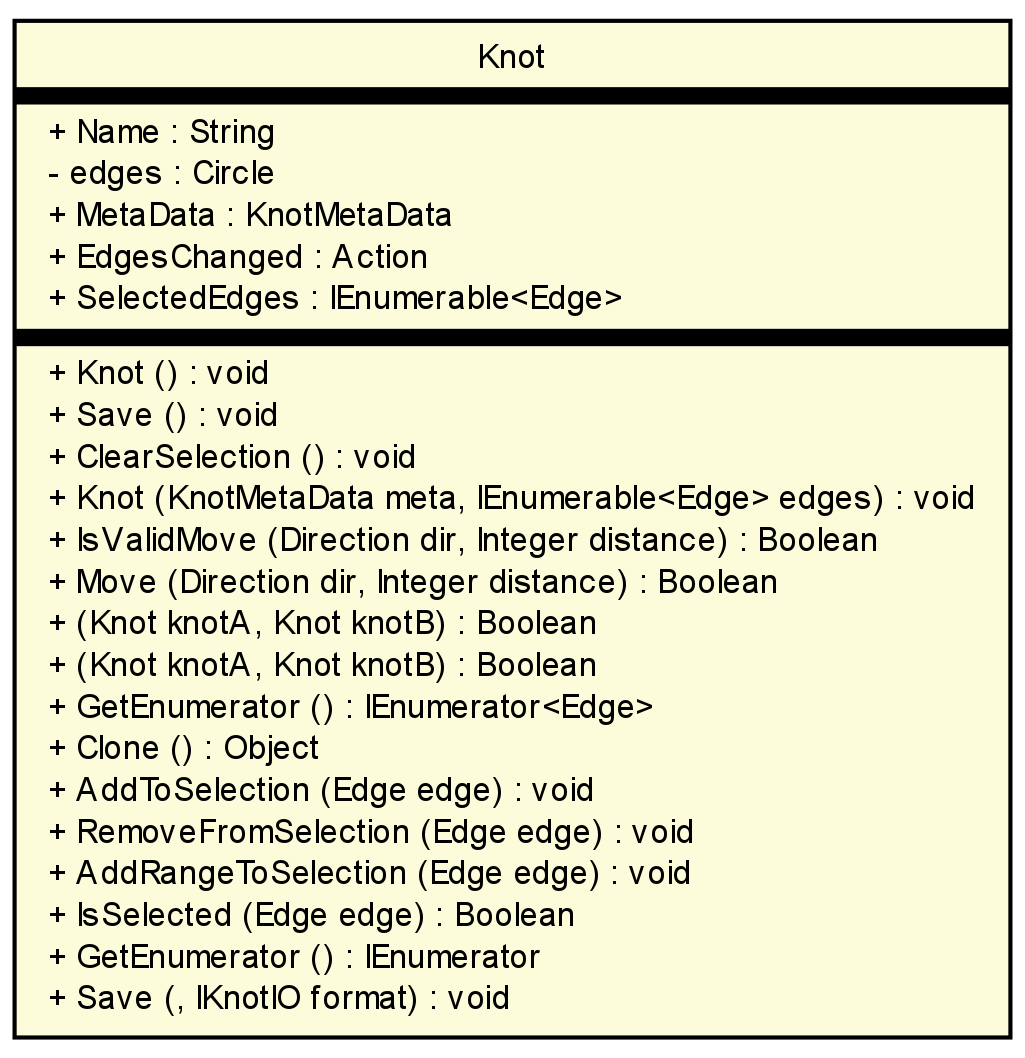 Knot
+ Name : String
- edges : Circle
+ MetaData : KnotMetaData
+ EdgesChanged : Action
+ SelectedEdges : IEnumerable<Edge>
+ Knot () : void
+ Save () : void
+ ClearSelection () : void
+ Knot (KnotMetaData meta, IEnumerable<Edge> edges) : void
+ IsValidMove (Direction dir, Integer distance) : Boolean
+ Move (Direction dir, Integer distance) : Boolean
+ (Knot knotA, Knot knotB) : Boolean
+ (Knot knotA, Knot knotB) : Boolean
+ GetEnumerator () : IEnumerator<Edge>
+ Clone () : Object
+ AddToSelection (Edge edge) : void
+ RemoveFromSelection (Edge edge) : void
+ AddRangeToSelection (Edge edge) : void
+ IsSelected (Edge edge) : Boolean
+ GetEnumerator () : IEnumerator
+ Save (, IKnotIO format) : void